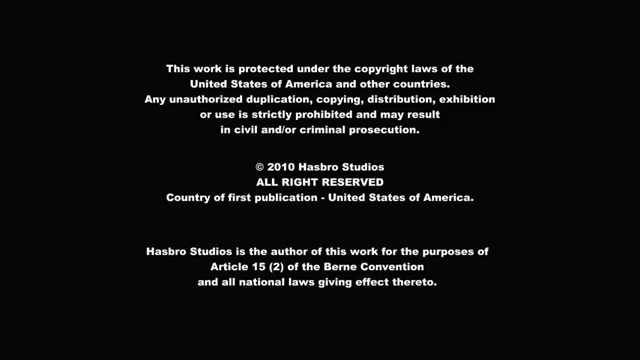 This work is protected under the copyright laws of the
United States of America and other countries.
Any unauthorized duplication, copying, distribution, exhibition
or use is strictly prohibited and may result
in civil and/or criminal prosecution.
© 2010 Hasbro Studios
ALL RIGHT RESERVED
Country of first publication - United States of America.
Hasbro Studios is the author of this work for the purposes of
Article 15 (2) of the Berne Convention
and all national laws giving effect thereto.